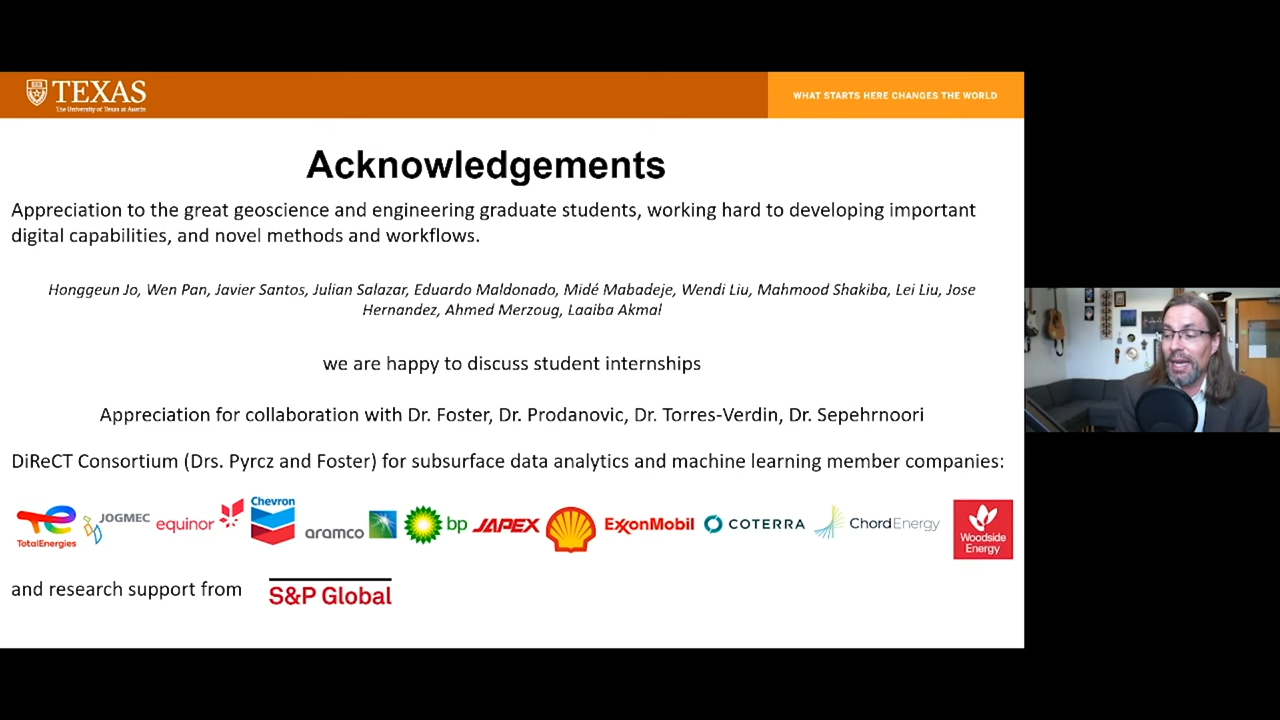 TEXAS
The University of Texas at Austin
WHAT STARTS HERE CHANGES THE WORLD
Acknowledgements
Appreciation to the great geoscience and engineering graduate students, working hard to developing important
digital capabilities, and novel methods and workflows.
Honggeun Jo, Wen Pan, Javier Santos, Julian Salazar, Eduardo Maldonado, Midé Mabadeje, Wendi Liu, Mahmood Shakiba, Lei Liu, Jose
Hernandez, Ahmed Merzoug, Laaiba Akmal
we are happy to discuss student internships
Appreciation for collaboration with Dr. Foster, Dr. Prodanovic, Dr. Torres-Verdin, Dr. Sepehrnoori
DiReCT Consortium (Drs. Pyrcz and Foster) for subsurface data analytics and machine learning member companies:
TotalEnergies JOGMEC equinor Chevron aramco bp JAPEX ExxonMobil COTERRA ChordEnergy Woodside
Energy
and research support from S&P Global